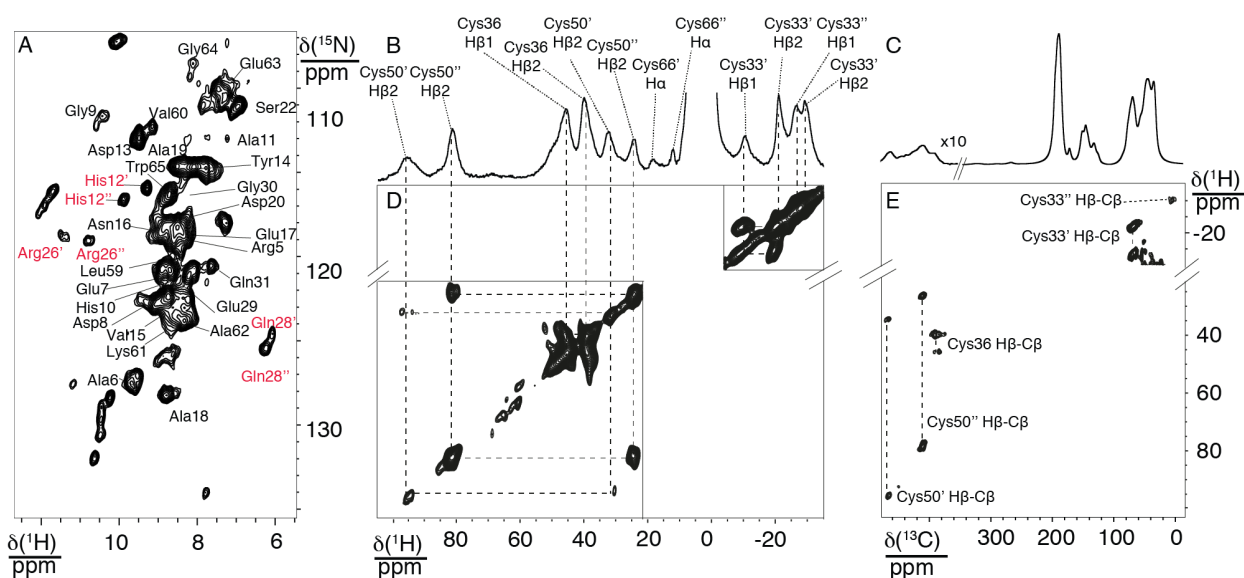 A
δ(¹⁵N)
ppm
Gly64
Glu63
Ser22
Gly9
Val60
110
Asp13
Ala19
Ala11
Trp65
Tyr14
His12'
His12''
Gly30
Asp20
Asn16
Glu17
Arg26'
Arg26''
Arg5
Leu59
120
Glu7
Gln31
His10
Glu29
Asp8
Gln28'
Val15
Ala62
Lys61
Gln28''
Ala6
Ala18
130
10
8
6
δ(¹H)
ppm
B
Cys50'
Hβ2
Cys50''
Hβ2
Cys36
Hβ1
Cys36
Hβ2
Cys50'
Hβ2
Cys50''
Hβ2
Cys66'
Hα
Cys66''
Hα
Cys33'
Hβ1
Cys33'
Hβ2
Cys33''
Hβ1
Cys33'
Hβ2
D
δ(¹H)
ppm
80
60
40
20
0
-20
C
x10
E
δ(¹H)
ppm
Cys33'' Hβ-Cβ
-20
Cys33' Hβ-Cβ
40
Cys36 Hβ-Cβ
60
Cys50'' Hβ-Cβ
80
Cys50' Hβ-Cβ
δ(¹³C)
ppm
300
200
100
0